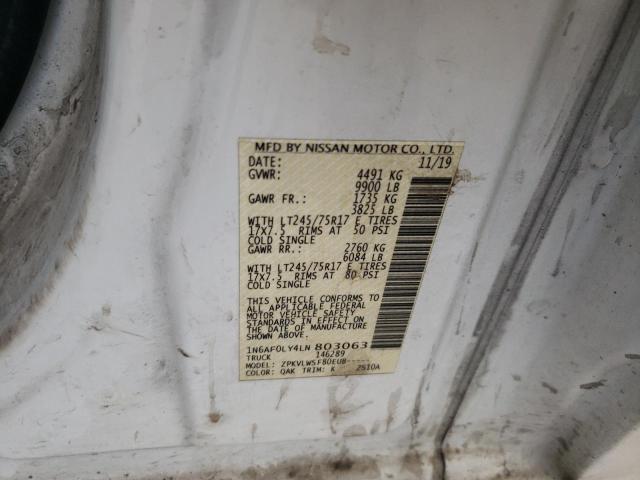 MFD BY NISSAN MOTOR CO., LTD.
DATE: 11/19
GVWR: 4491 KG
9900 LB
GAWR FR.: 1735 KG
3825 LB
WITH LT245/75R17 E TIRES
17X7.5 RIMS AT 50 PSI
COLD SINGLE
GAWR RR.: 2760 KG
6084 LB
WITH LT245/75R17 E TIRES
17X7.5 RIMS AT 80 PSI
COLD SINGLE
THIS VEHICLE CONFORMS TO
ALL APPLICABLE FEDERAL
MOTOR VEHICLE SAFETY
STANDARDS IN EFFECT ON
THE DATE OF MANUFACTURE
SHOWN ABOVE.
1N6AF0LY4LN 803063
TRUCK 146289
MODEL: ZPKVLWSF80EUB-----
COLOR: QAK TRIM: K 2S10A